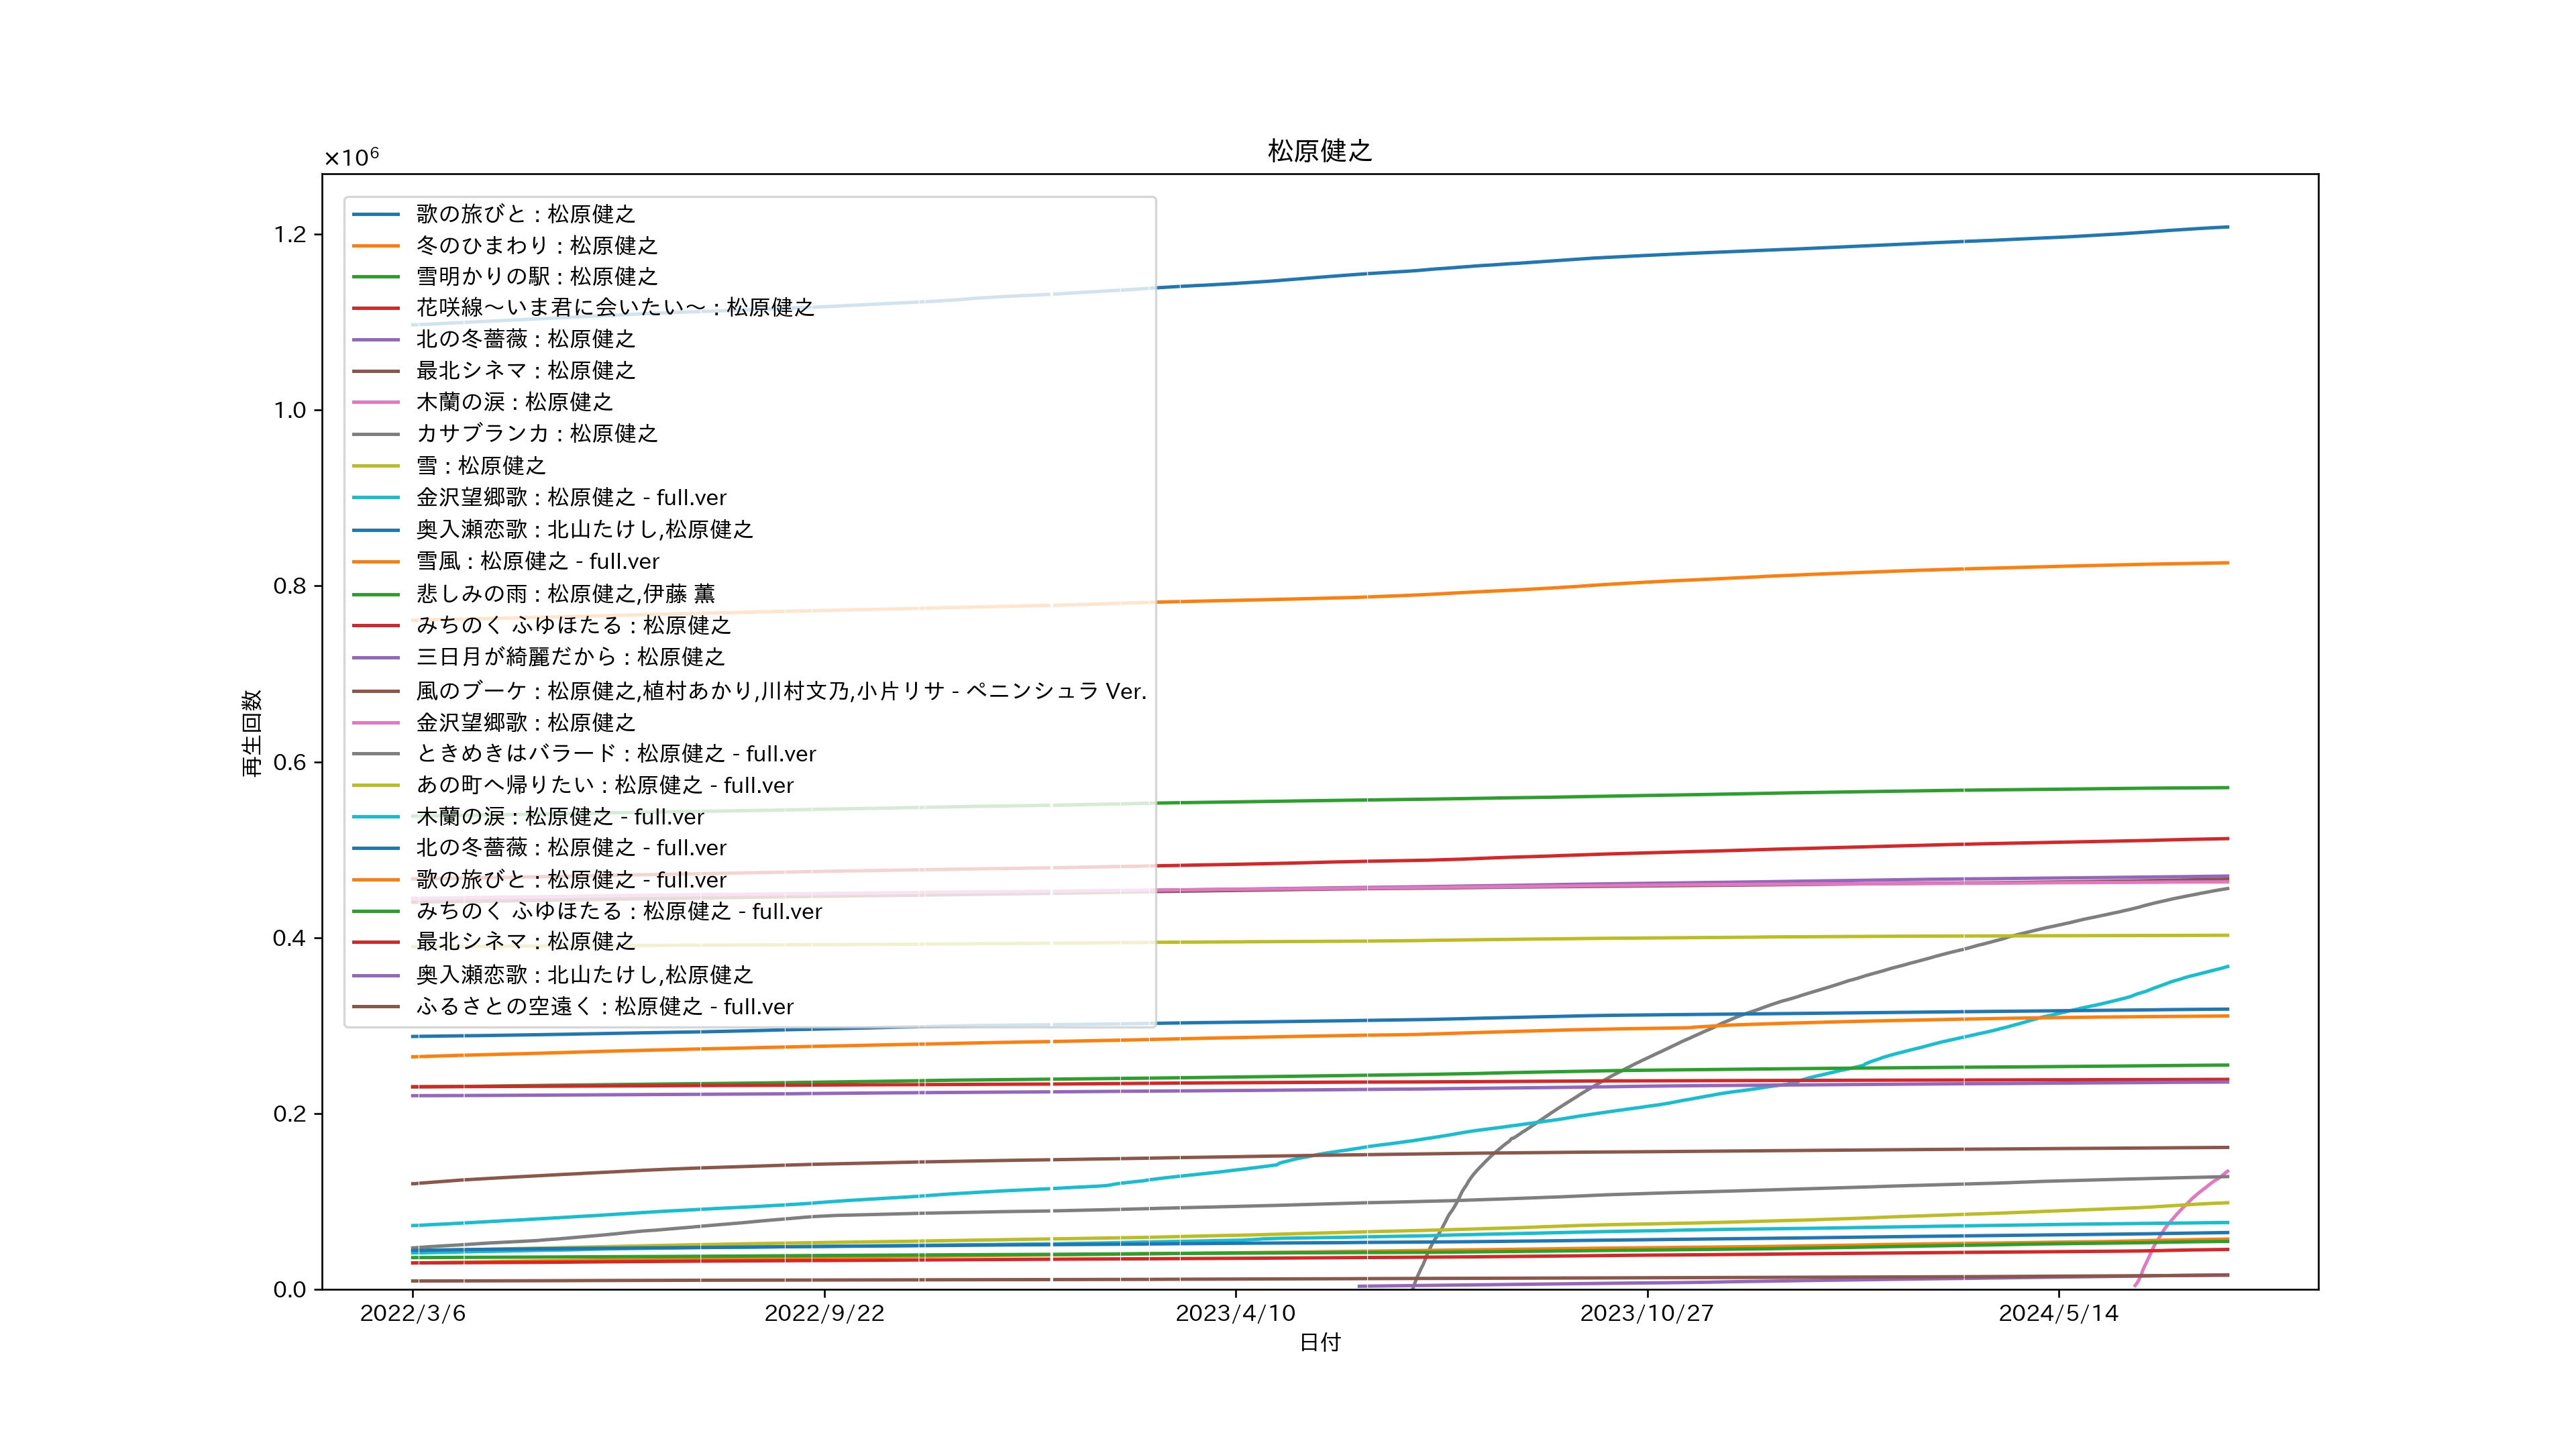 松原健之
×10⁶
1.2
1.0
0.8
0.6
0.4
0.2
0.0
再生回数
歌の旅びと : 松原健之
冬のひまわり : 松原健之
雪明かりの駅 : 松原健之
花咲線～いま君に会いたい～ : 松原健之
北の冬薔薇 : 松原健之
最北シネマ : 松原健之
木蘭の涙 : 松原健之
カサブランカ : 松原健之
雪 : 松原健之
金沢望郷歌 : 松原健之 - full.ver
奥入瀬恋歌 : 北山たけし,松原健之
雪風 : 松原健之 - full.ver
悲しみの雨 : 松原健之,伊藤 薫
みちのく ふゆほたる : 松原健之
三日月が綺麗だから : 松原健之
風のブーケ : 松原健之,植村あかり,川村文乃,小片リサ - ペニンシュラ Ver.
金沢望郷歌 : 松原健之
ときめきはバラード : 松原健之 - full.ver
あの町へ帰りたい : 松原健之 - full.ver
木蘭の涙 : 松原健之 - full.ver
北の冬薔薇 : 松原健之 - full.ver
歌の旅びと : 松原健之 - full.ver
みちのく ふゆほたる : 松原健之 - full.ver
最北シネマ : 松原健之
奥入瀬恋歌 : 北山たけし,松原健之
ふるさとの空遠く : 松原健之 - full.ver
2022/3/6
2022/9/22
2023/4/10
2023/10/27
2024/5/14
日付